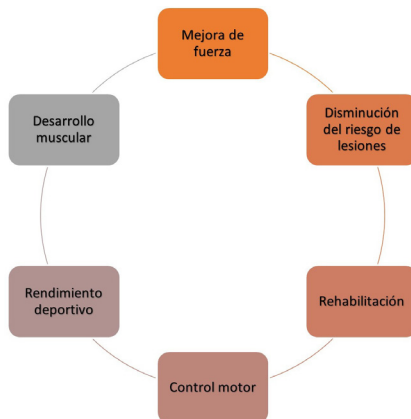 Mejora de
fuerza
Disminución
del riesgo de
lesiones
Rehabilitación
Control motor
Rendimiento
deportivo
Desarrollo
muscular